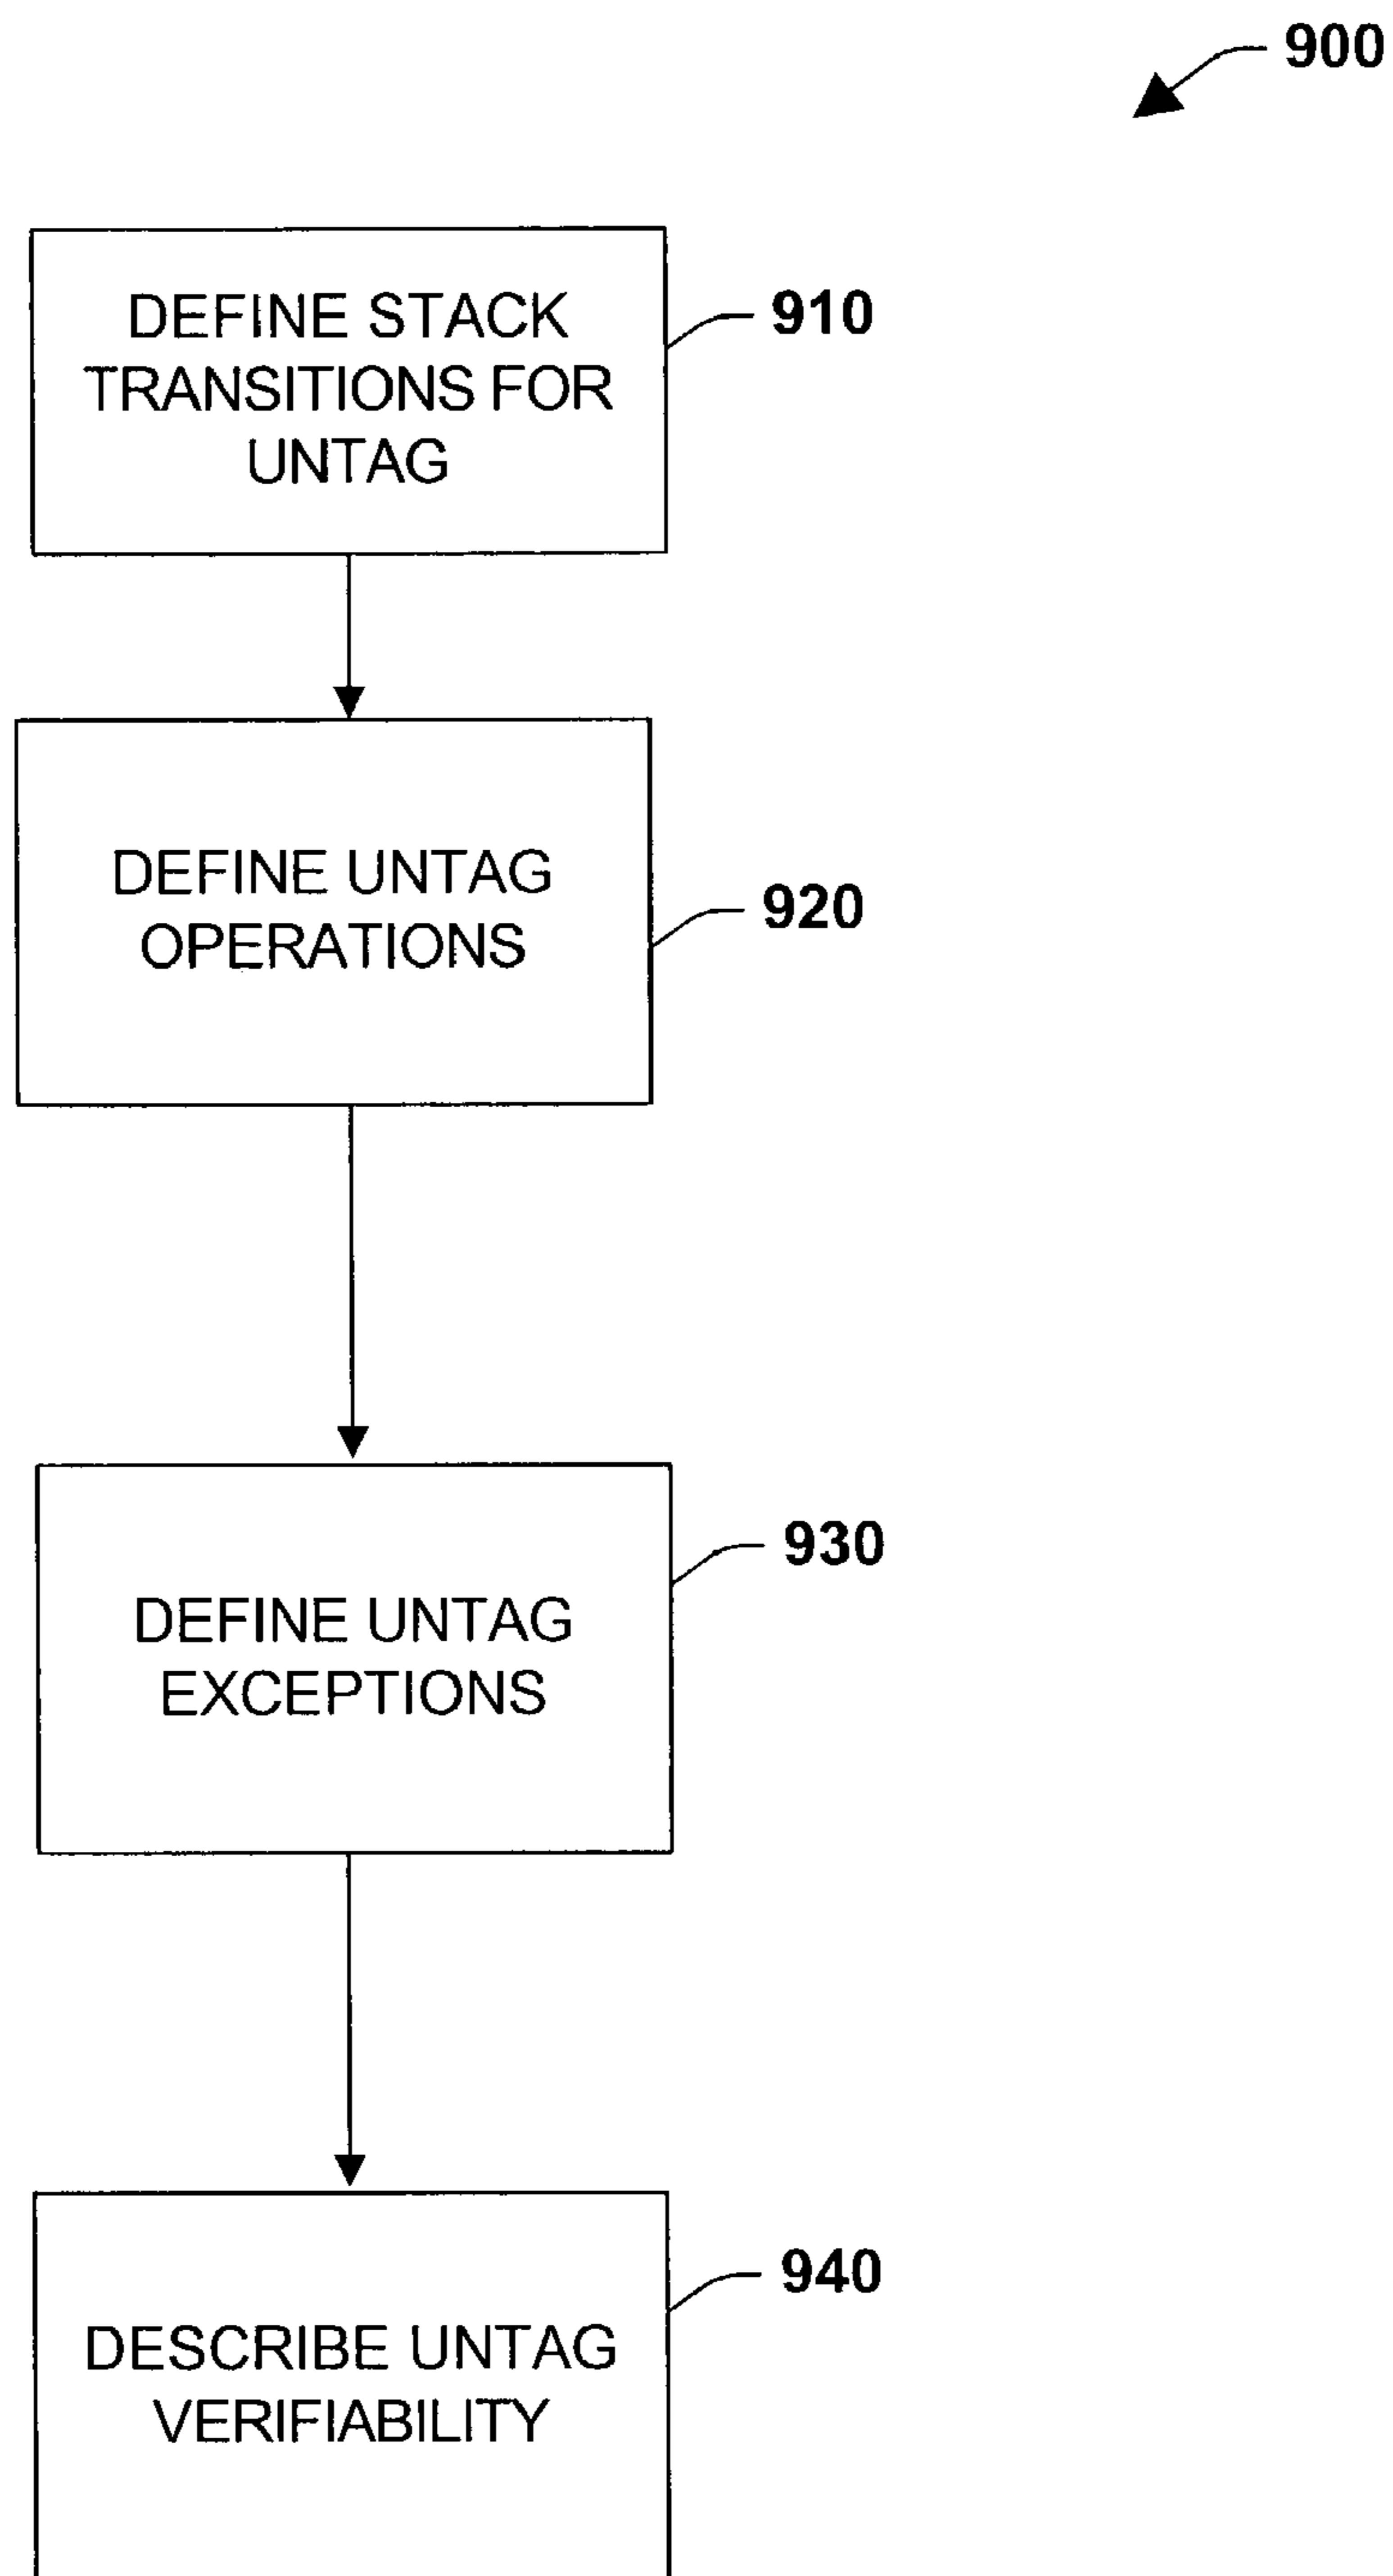 900
DEFINE STACK
TRANSITIONS FOR
UNTAG
910
DEFINE UNTAG
OPERATIONS
920
DEFINE UNTAG
EXCEPTIONS
930
DESCRIBE UNTAG
VERIFIABILITY
940